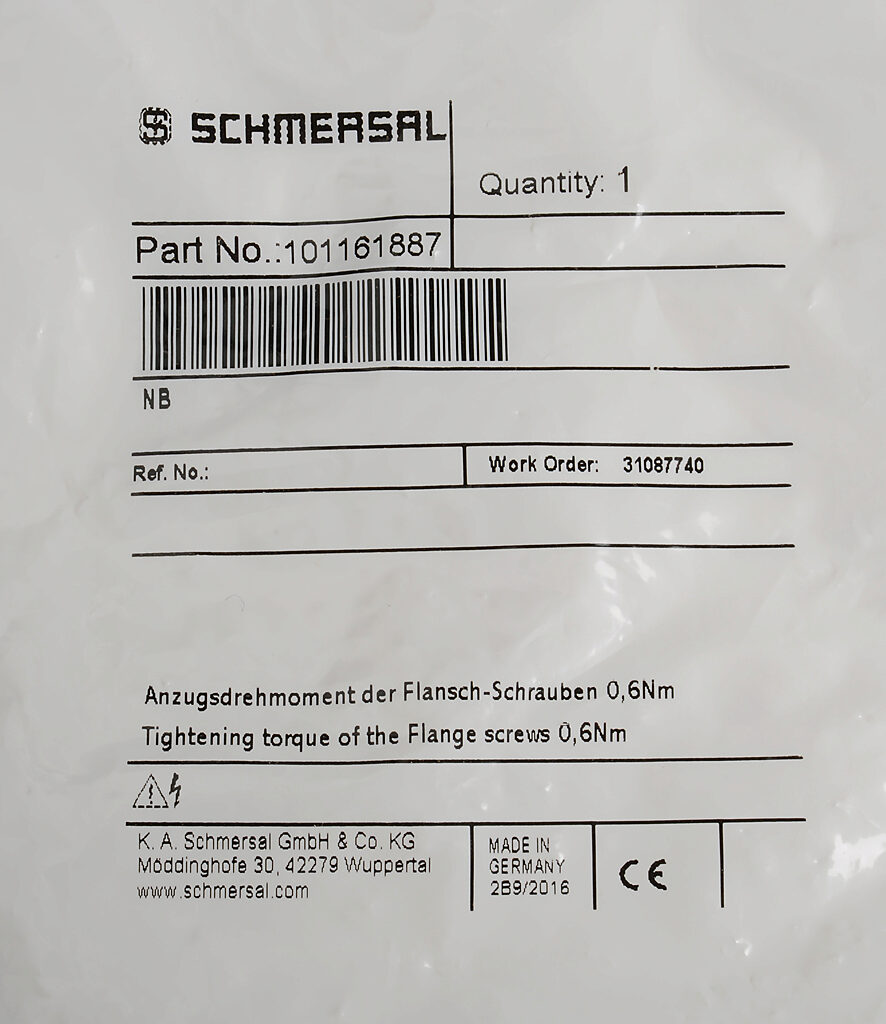 SCHMERSAL
Quantity: 1
Part No.:101161887
NB
Ref. No.:
Work Order: 31087740
Anzugsdrehmoment der Flansch-Schrauben 0,6Nm
Tightening torque of the Flange screws 0,6Nm
K. A. Schmersal GmbH & Co. KG
Möddinghofe 30, 42279 Wuppertal
www.schmersal.com
MADE IN
GERMANY
2B9/2016
CE